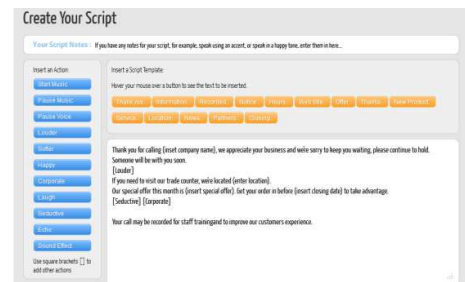 Create Your Script
Your Script Notes : If you have any notes for your script, for example, speak using an accent, or speak in a happy tone, enter them in here...
Insert an Action
Start Music
Pause Music
Pause Voice
Louder
Softer
Happy
Corporate
Laugh
Seductive
Echo
Sound Effect
Use square brackets [] to
add other actions
Insert a Script Template:
Hover your mouse over a button to see the text to be inserted.
Thank you Information Recorded Notice Hours Web Site Offer Thanks New Product
Service Location News Partners Closing
Thank you for calling {inset company name}, we appreciate your business and we're sorry to keep you waiting, please continue to hold.
Someone will be with you soon.
[Louder]
If you need to visit our trade counter, we're located {enter location}.
Our special offer this month is {insert special offer}. Get your order in before {insert closing date} to take advantage.
[Seductive] [Corporate]
Your call may be recorded for staff trainingand to improve our customers experience.